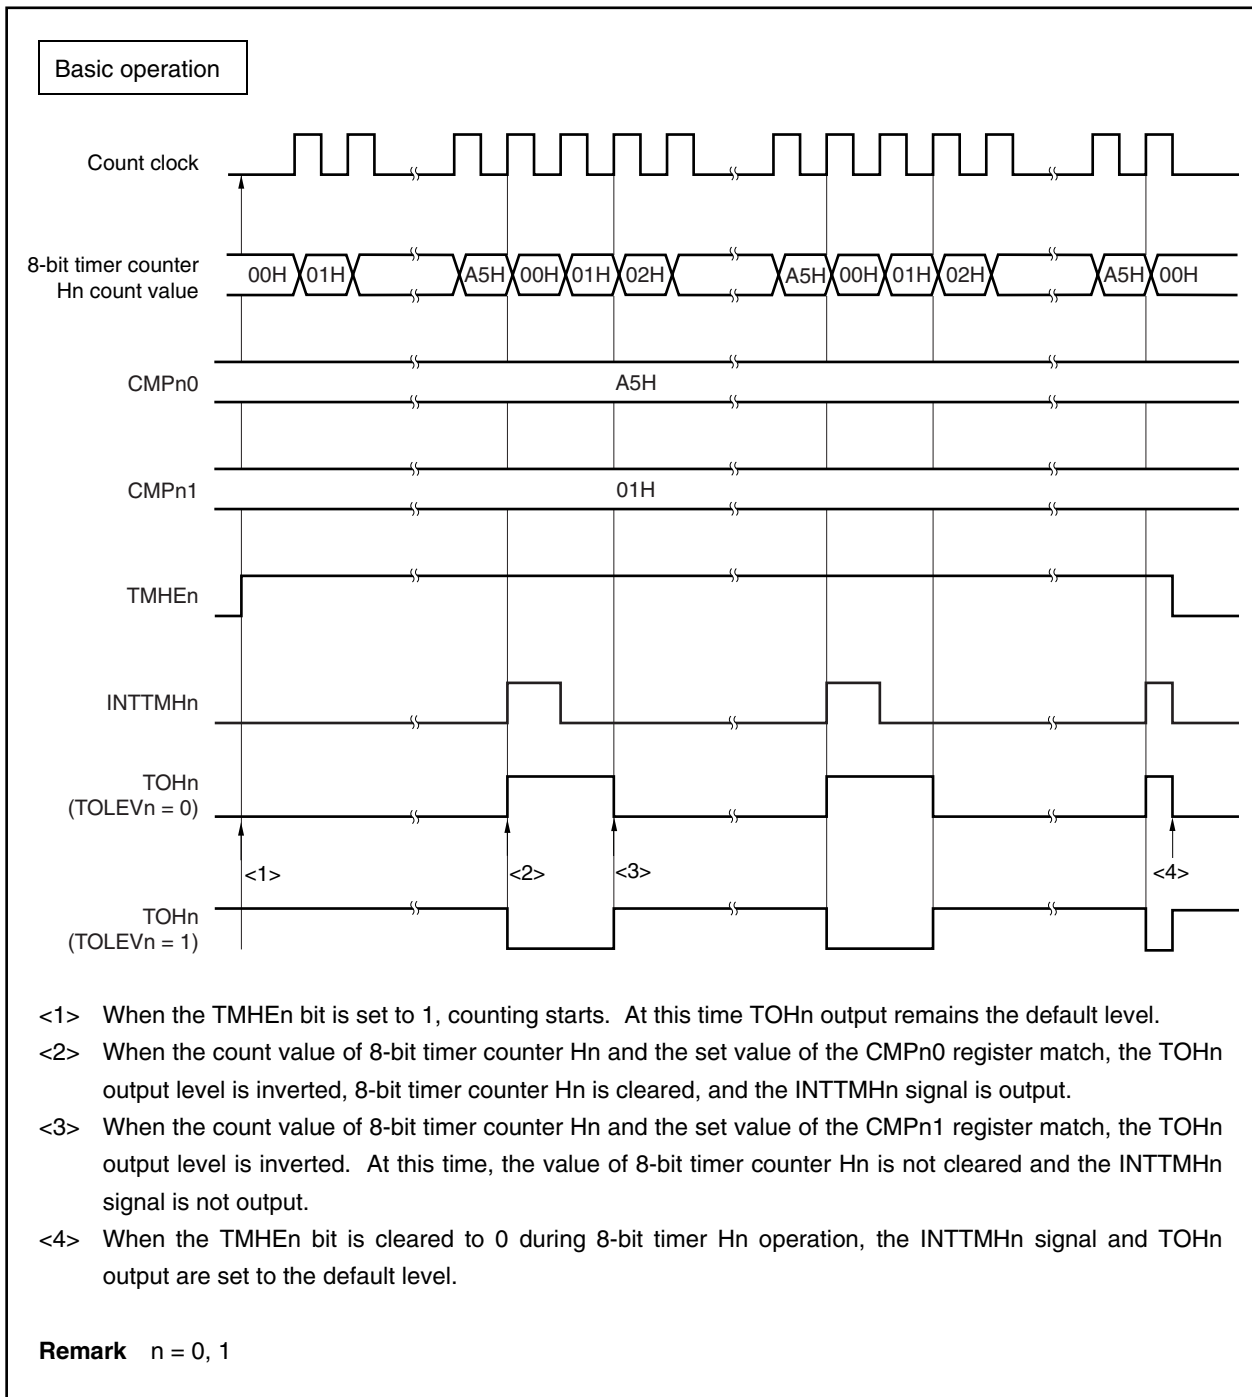 Basic operation
Count clock
8-bit timer counter
Hn count value
00H 01H A5H 00H 01H 02H A5H 00H 01H 02H A5H 00H
CMPn0
A5H
CMPn1
01H
TMHEn
INTTMHn
TOHn
(TOLEVn = 0)
<1> <2> <3> <4>
TOHn
(TOLEVn = 1)
<1> When the TMHEn bit is set to 1, counting starts. At this time TOHn output remains the default level.
<2> When the count value of 8-bit timer counter Hn and the set value of the CMPn0 register match, the TOHn
output level is inverted, 8-bit timer counter Hn is cleared, and the INTTMHn signal is output.
<3> When the count value of 8-bit timer counter Hn and the set value of the CMPn1 register match, the TOHn
output level is inverted. At this time, the value of 8-bit timer counter Hn is not cleared and the INTTMHn
signal is not output.
<4> When the TMHEn bit is cleared to 0 during 8-bit timer Hn operation, the INTTMHn signal and TOHn
output are set to the default level.
Remark n = 0, 1